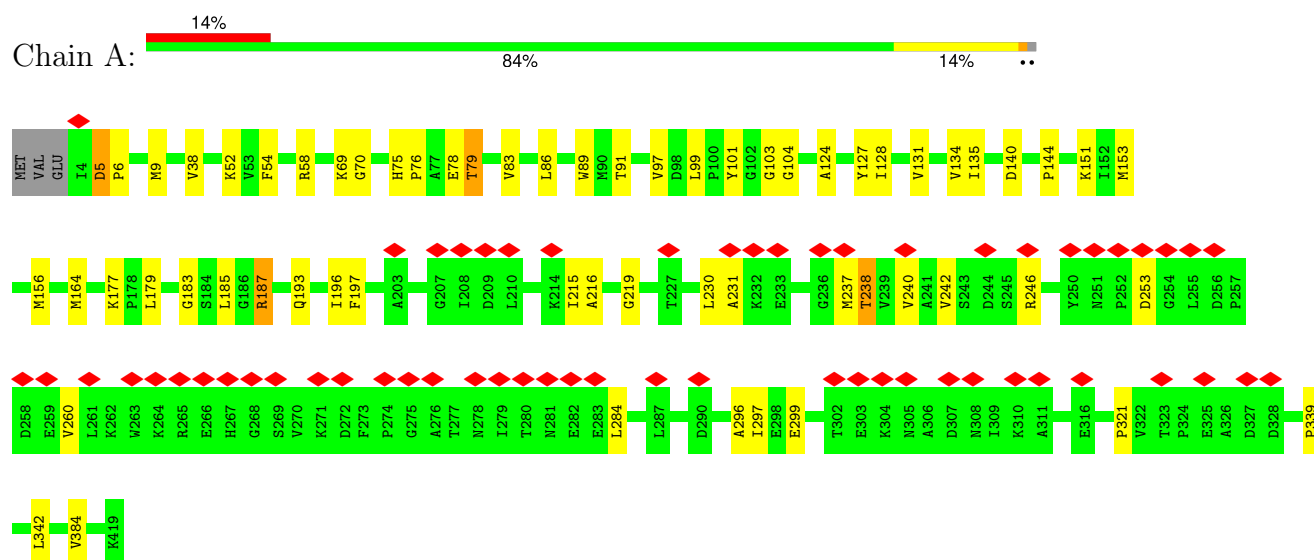 14%
Chain A:
84% 14% ••
MET VAL GLU I4 D5 P6 M9 V38 K52 V53 F54 R58 K69 G70 H75 P76 A77 E78 T79 V83 L86 W89 M90 T91 V97 D98 L99 P100 Y101 G102 G103 G104 A124 Y127 I128 V131 V134 I135 D140 P144 K151 I152 M153
M156 M164 K177 P178 L179 G183 S184 L185 G186 R187 Q193 I196 F197 A203 G207 I208 D209 L210 K214 I215 A216 G219 T227 L230 A231 K232 E233 G236 M237 T238 V239 V240 A241 V242 S243 D244 S245 R246 Y250 N251 P252 D253 G254 L255 D256 P257
D258 E259 V260 L261 K262 W263 K264 R265 E266 H267 G268 S269 V270 K271 D272 F273 P274 G275 A276 T277 N278 I279 T280 N281 E282 E283 L284 L287 D290 A296 I297 E298 E299 T302 E303 K304 N305 A306 D307 N308 I309 K310 A311 E316 P321 V322 T323 P324 E325 A326 D327 D328 P339
L342 V384 K419